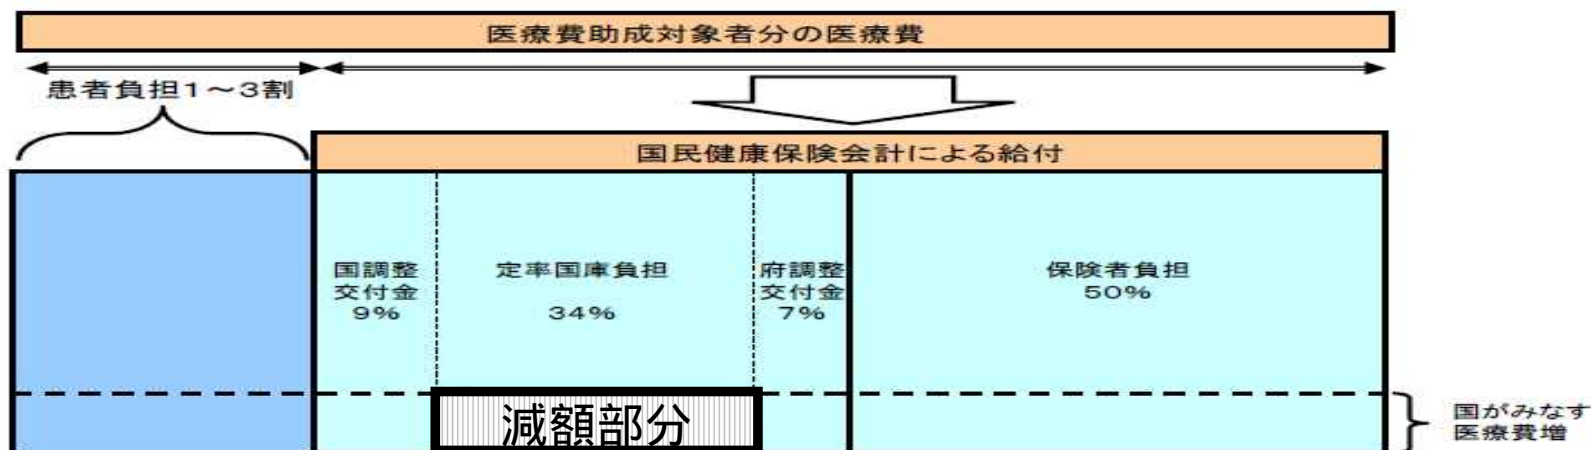 医療費助成対象者分の医療費
患者負担1～3割
国民健康保険会計による給付
国調整
交付金
9%
定率国庫負担
34%
府調整
交付金
7%
保険者負担
50%
減額部分
国がみなす
医療費増